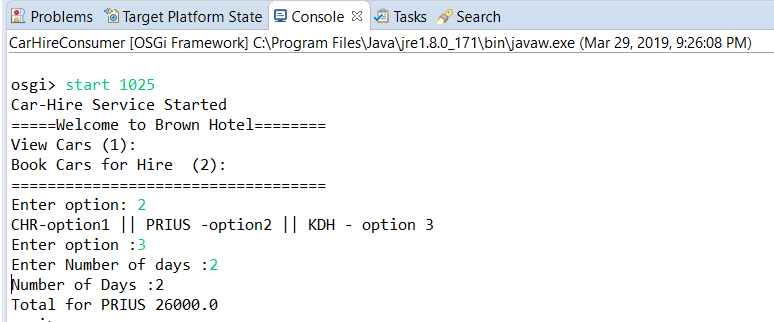 Problems Target Platform State Console Tasks Search
CarHireConsumer [OSGi Framework] C:\Program Files\Java\jre1.8.0_171\bin\javaw.exe (Mar 29, 2019, 9:26:08 PM)
osgi> start 1025
Car-Hire Service Started
=====Welcome to Brown Hotel========
View Cars (1):
Book Cars for Hire  (2):
===================================
Enter option: 2
CHR-option1 || PRIUS -option2 || KDH - option 3
Enter option :3
Enter Number of days :2
Number of Days :2
Total for PRIUS 26000.0